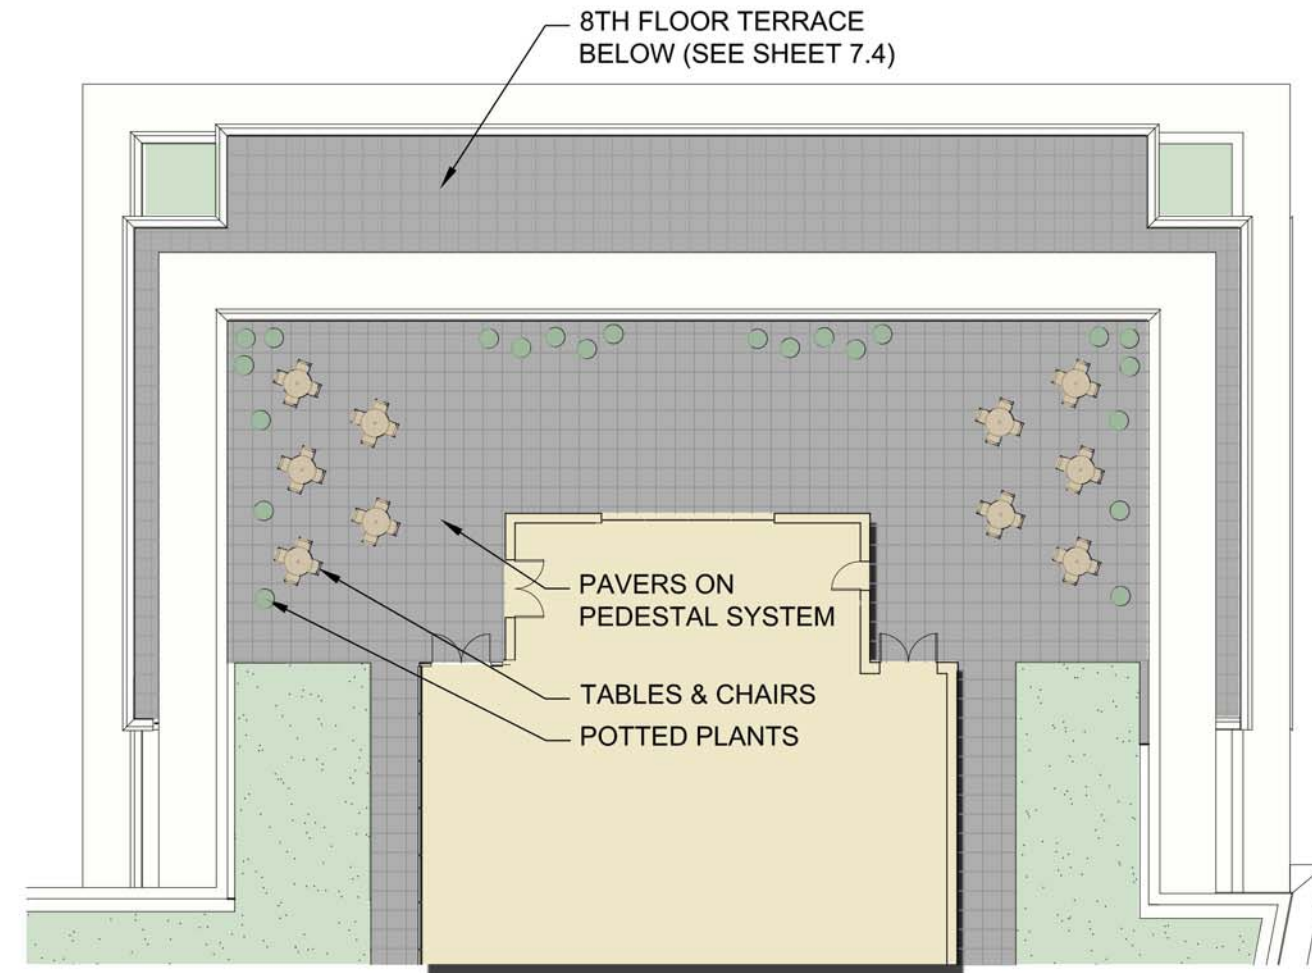 8TH FLOOR TERRACE
BELOW (SEE SHEET 7.4)
PAVERS ON
PEDESTAL SYSTEM
TABLES & CHAIRS
POTTED PLANTS